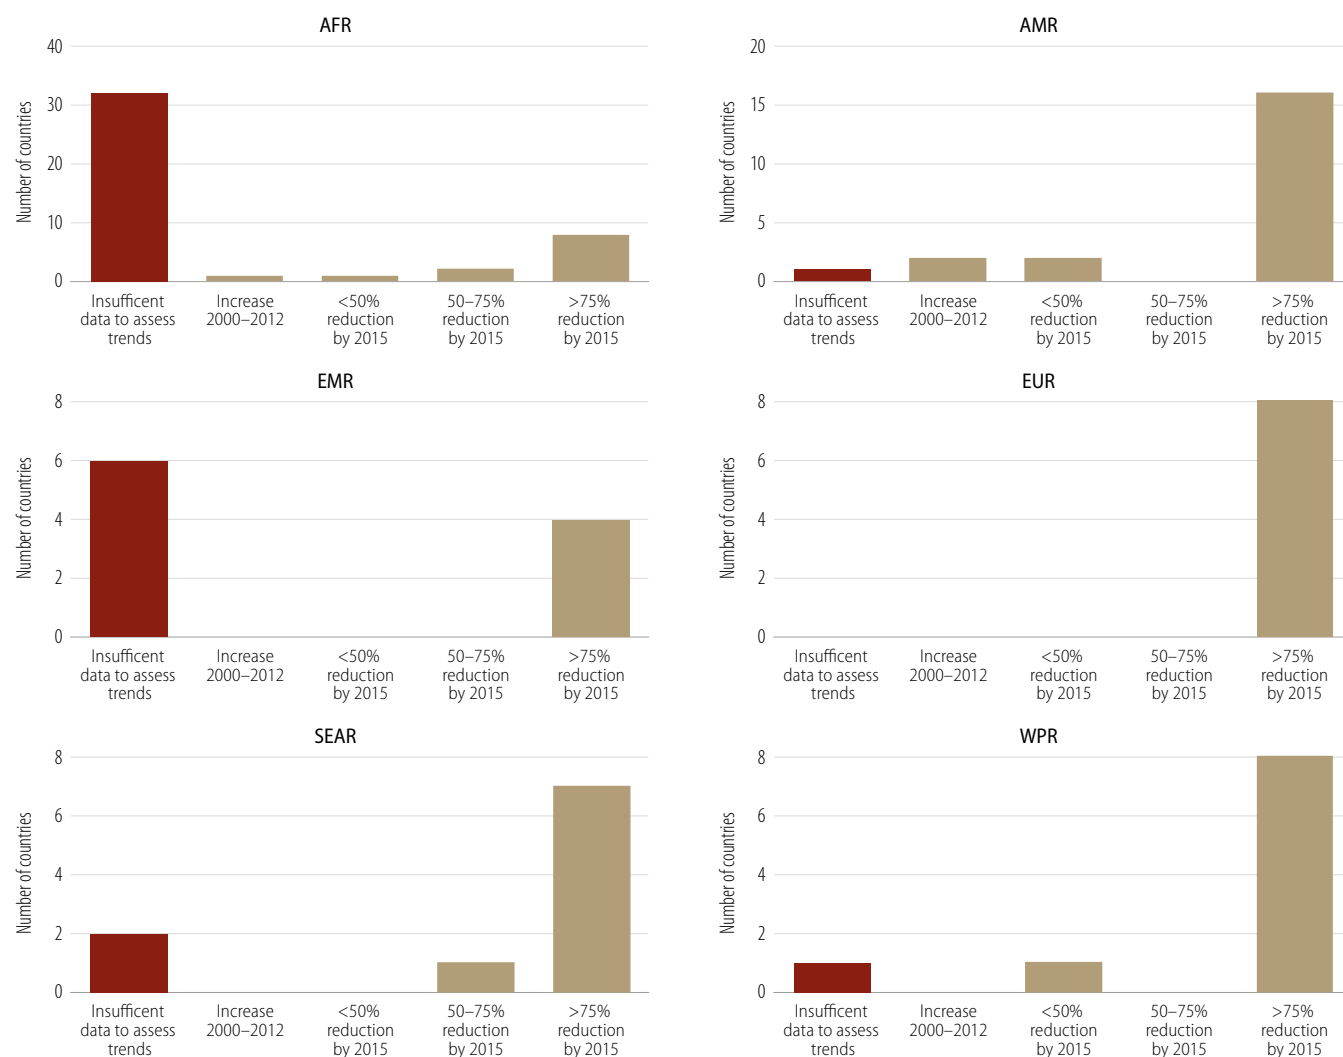 AFR
40
30
20
10
0
Number of countries
Insufficent
data to assess
trends
Increase
2000–2012
<50%
reduction
by 2015
50–75%
reduction
by 2015
>75%
reduction
by 2015
AMR
20
15
10
5
0
Number of countries
Insufficent
data to assess
trends
Increase
2000–2012
<50%
reduction
by 2015
50–75%
reduction
by 2015
>75%
reduction
by 2015
EMR
8
6
4
2
0
Number of countries
Insufficent
data to assess
trends
Increase
2000–2012
<50%
reduction
by 2015
50–75%
reduction
by 2015
>75%
reduction
by 2015
EUR
8
6
4
2
0
Number of countries
Insufficent
data to assess
trends
Increase
2000–2012
<50%
reduction
by 2015
50–75%
reduction
by 2015
>75%
reduction
by 2015
SEAR
8
6
4
2
0
Number of countries
Insufficent
data to assess
trends
Increase
2000–2012
<50%
reduction
by 2015
50–75%
reduction
by 2015
>75%
reduction
by 2015
WPR
8
6
4
2
0
Number of countries
Insufficent
data to assess
trends
Increase
2000–2012
<50%
reduction
by 2015
50–75%
reduction
by 2015
>75%
reduction
by 2015